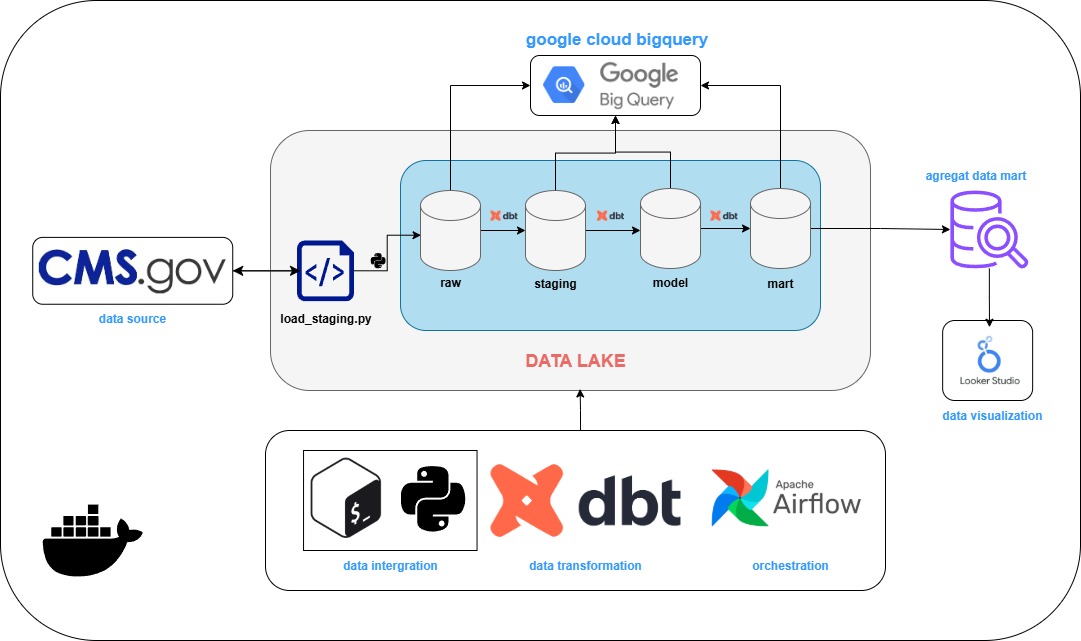 google cloud bigquery
Google
Big Query
agregat data mart
dbt
dbt
dbt
CMS.gov
</>
raw
staging
model
mart
data source
load_staging.py
DATA LAKE
Looker Studio
data visualization
$_
dbt
Apache
Airflow
data intergration
data transformation
orchestration